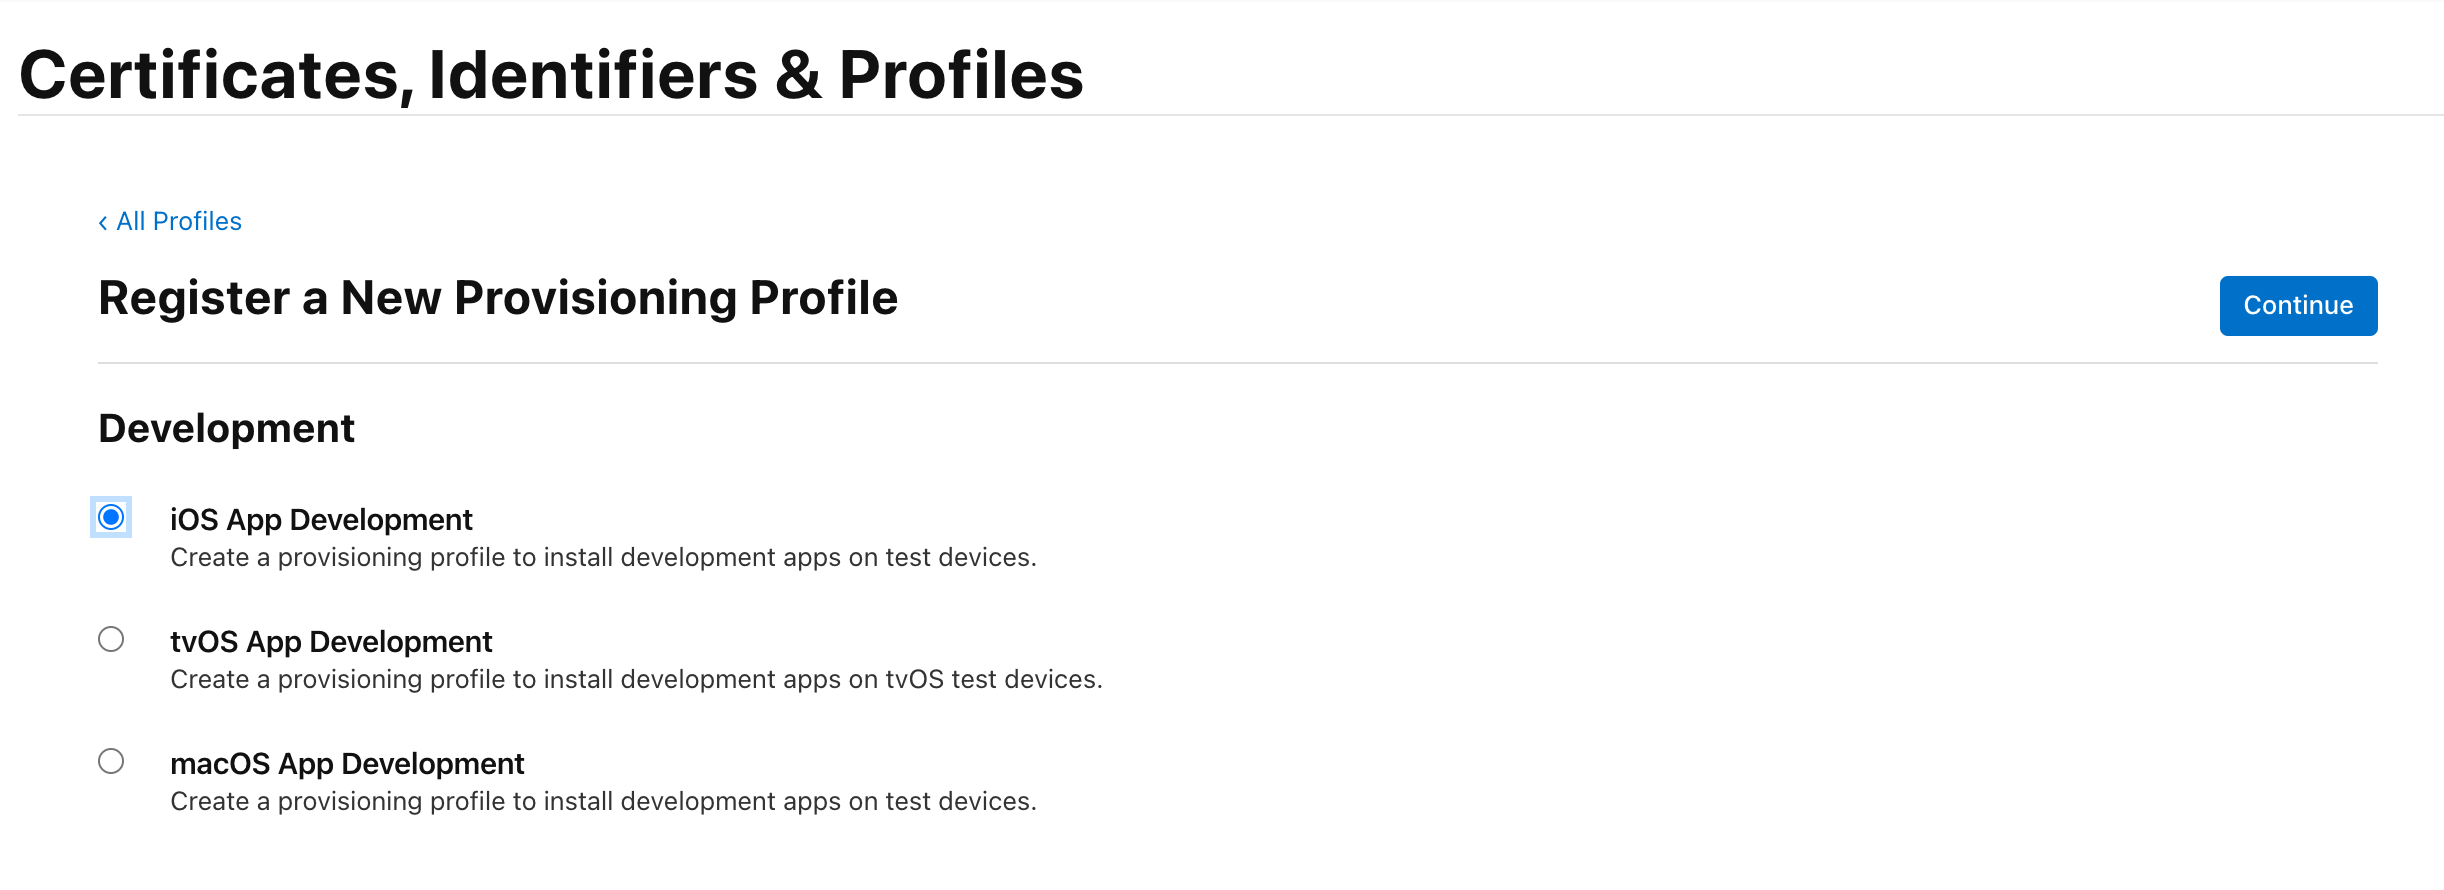 Certificates, Identifiers & Profiles
‹ All Profiles
Register a New Provisioning Profile
Continue
Development
iOS App Development
Create a provisioning profile to install development apps on test devices.
tvOS App Development
Create a provisioning profile to install development apps on tvOS test devices.
macOS App Development
Create a provisioning profile to install development apps on test devices.